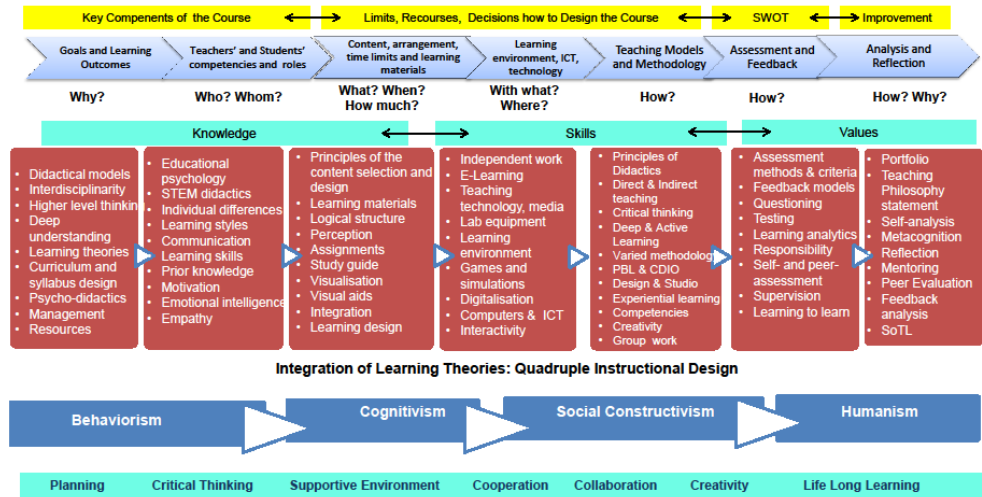 Key Compenents of the Course
Limits, Recourses, Decisions how to Design the Course
SWOT
Improvement
Goals and Learning
Outcomes
Teachers' and Students'
competencies and roles
Content, arrangement,
time limits and learning
materials
Learning
environment, ICT,
technology
Teaching Models
and Methodology
Assessment and
Feedback
Analysis and
Reflection
Why?
Who? Whom?
What? When?
How much?
With what?
Where?
How?
How?
How? Why?
Knowledge
Skills
Values
• Didactical models
• Interdisciplinarity
• Higher level thinking
• Deep
understanding
• Learning theories
• Curriculum and
syllabus design
• Psycho-didactics
• Management
• Resources
• Educational
psychology
• STEM didactics
• Individual differences
• Learning styles
• Communication
• Learning skills
• Prior knowledge
• Motivation
• Emotional intelligence
• Empathy
• Principles of the
content selection and
design
• Learning materials
• Logical structure
• Perception
• Assignments
• Study guide
• Visualisation
• Visual aids
• Integration
• Learning design
• Independent work
• E-Learning
• Teaching
technology, media
• Lab equipment
• Learning
environment
• Games and
simulations
• Digitalisation
• Computers & ICT
• Interactivity
• Principles of
Didactics
• Direct & Indirect
teaching
• Critical thinking
• Deep & Active
Learning
• Varied methodology
• PBL & CDIO
• Design & Studio
• Experiential learning
• Competencies
• Creativity
• Group work
• Assessment
methods & criteria
• Feedback models
• Questioning
• Testing
• Learning analytics
• Responsibility
• Self- and peer-
assessment
• Supervision
• Learning to learn
• Portfolio
• Teaching
Philosophy
statement
• Self-analysis
• Metacognition
• Reflection
• Mentoring
• Peer Evaluation
• Feedback
analysis
• SoTL
Integration of Learning Theories: Quadruple Instructional Design
Behaviorism
Cognitivism
Social Constructivism
Humanism
Planning
Critical Thinking
Supportive Environment
Cooperation
Collaboration
Creativity
Life Long Learning